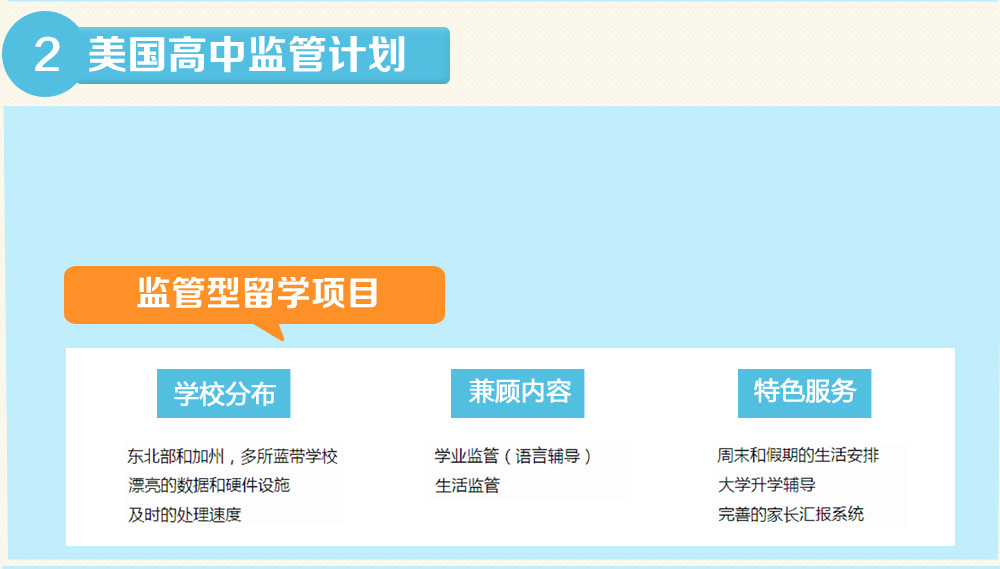 2 美国高中监管计划
监管型留学项目
学校分布
东北部和加州，多所蓝带学校
漂亮的数据和硬件设施
及时的处理速度
兼顾内容
学业监管（语言辅导）
生活监管
特色服务
周末和假期的生活安排
大学升学辅导
完善的家长汇报系统